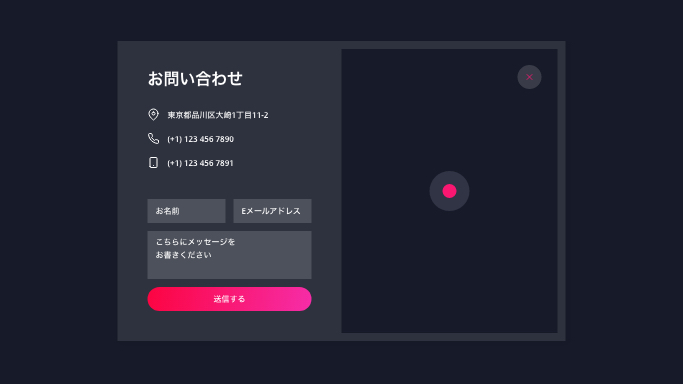 お問い合わせ
東京都品川区大崎1丁目11-2
(+1) 123 456 7890
(+1) 123 456 7891
お名前
Eメールアドレス
こちらにメッセージを
お書きください
送信する